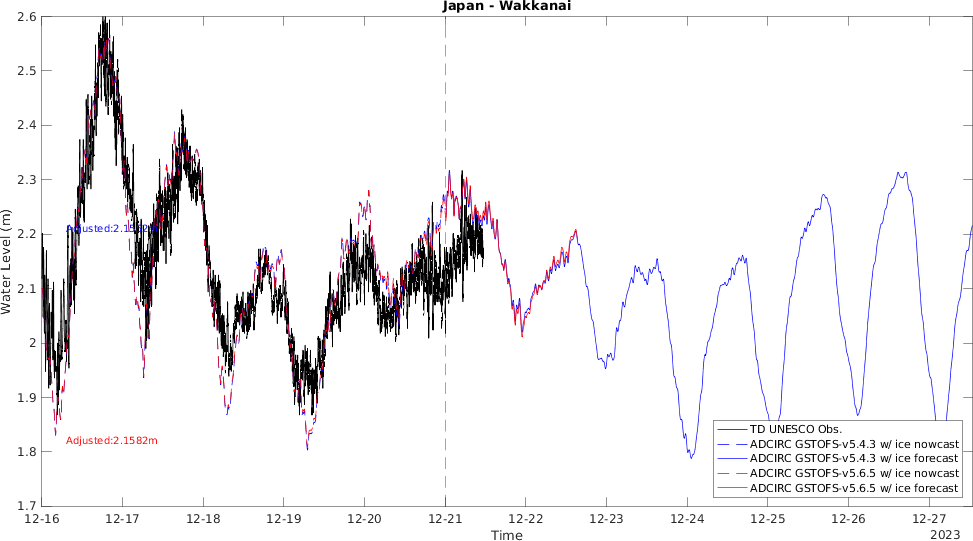 Japan - Wakkanai
2.6
2.5
2.4
2.3
2.2
2.1
2
1.9
1.8
1.7
Water Level (m)
Adjusted:2.1582m
TD UNESCO Obs.
ADCIRC GSTOFS-v5.4.3 w/ ice nowcast
ADCIRC GSTOFS-v5.4.3 w/ ice forecast
ADCIRC GSTOFS-v5.6.5 w/ ice nowcast
ADCIRC GSTOFS-v5.6.5 w/ ice forecast
12-16 12-17 12-18 12-19 12-20 12-21 12-22 12-23 12-24 12-25 12-26 12-27
2023
Time